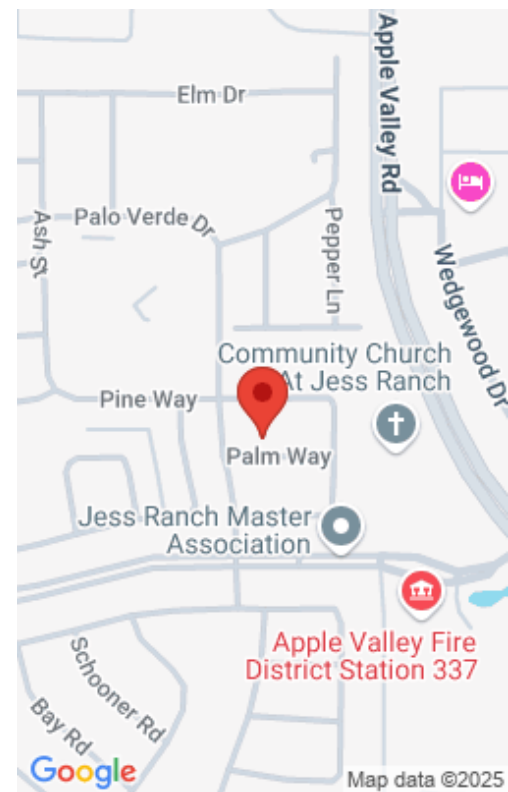 Elm Dr
Apple Valley Rd
Palo Verde Dr
Ash St
Pepper Ln
Wedgewood Dr
Community Church
At Jess Ranch
Pine Way
Palm Way
Jess Ranch Master
Association
Apple Valley Fire
District Station 337
Schooner Rd
Bay Rd
Google
Map data ©2025